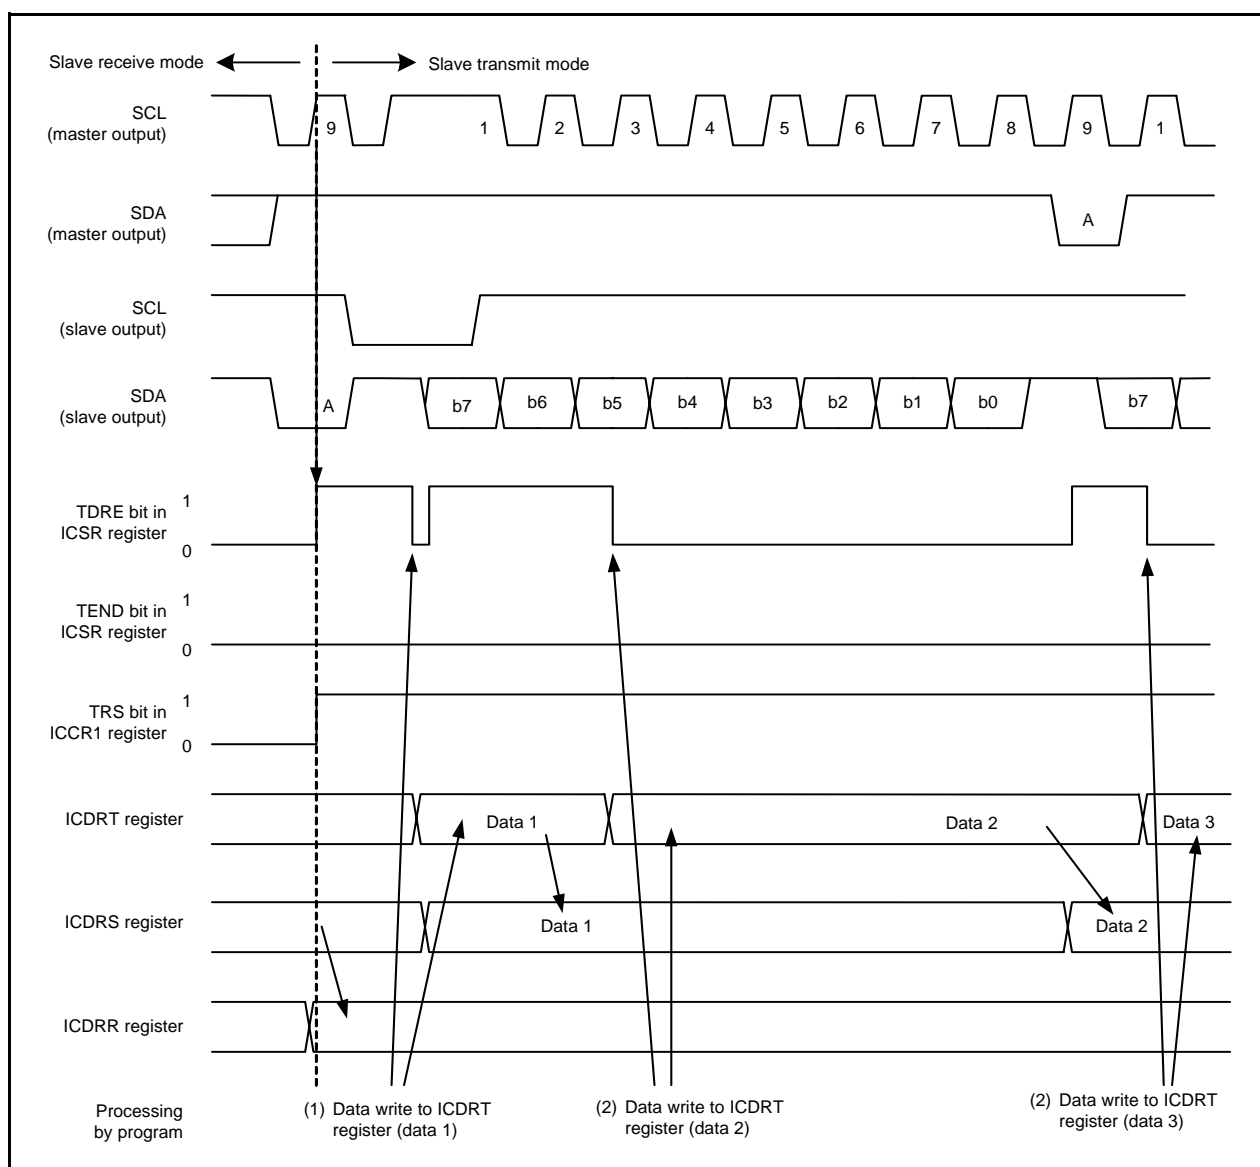 Slave receive mode
Slave transmit mode
SCL
(master output)
9
1
2
3
4
5
6
7
8
9
1
SDA
(master output)
A
SCL
(slave output)
SDA
(slave output)
A
b7
b6
b5
b4
b3
b2
b1
b0
b7
TDRE bit in
ICSR register
1
0
TEND bit in
ICSR register
1
0
TRS bit in
ICCR1 register
1
0
ICDRT register
Data 1
Data 2
Data 3
ICDRS register
Data 1
Data 2
ICDRR register
Processing
by program
(1) Data write to ICDRT
register (data 1)
(2) Data write to ICDRT
register (data 2)
(2) Data write to ICDRT
register (data 3)